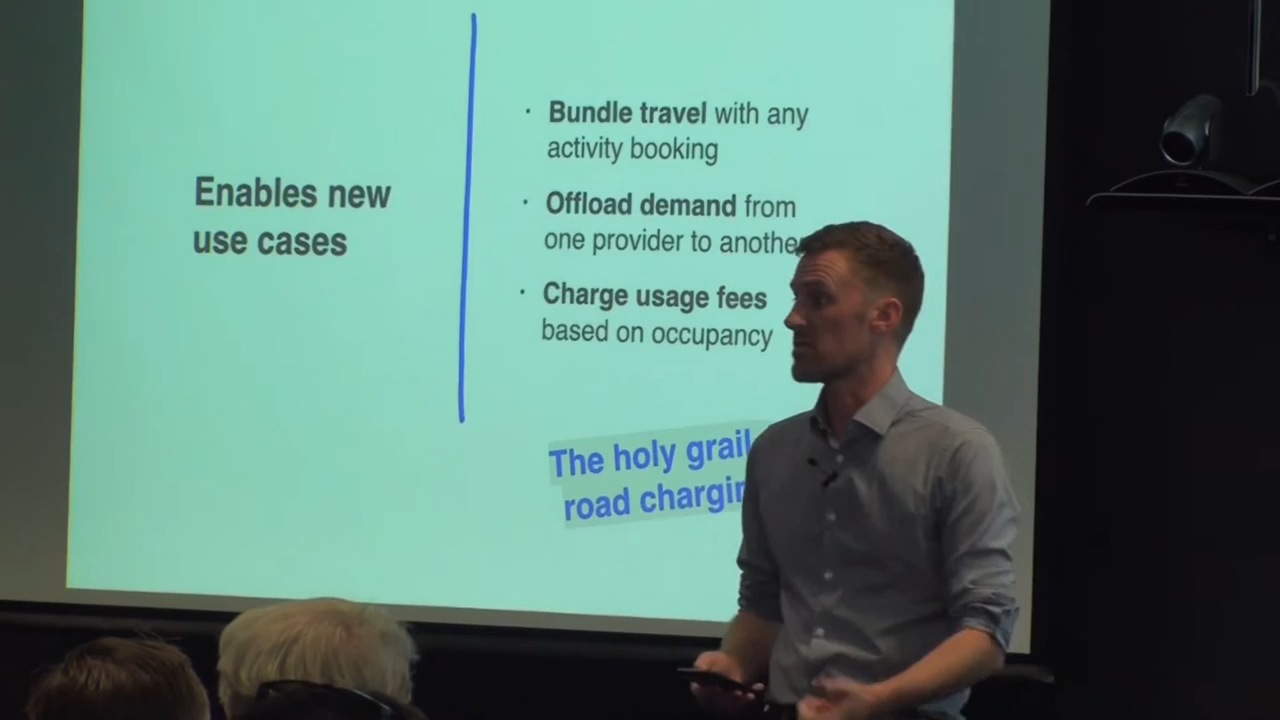 Enables new
use cases
· Bundle travel with any
activity booking
· Offload demand from
one provider to anothe
· Charge usage fees
based on occupancy
The holy grail
road chargin